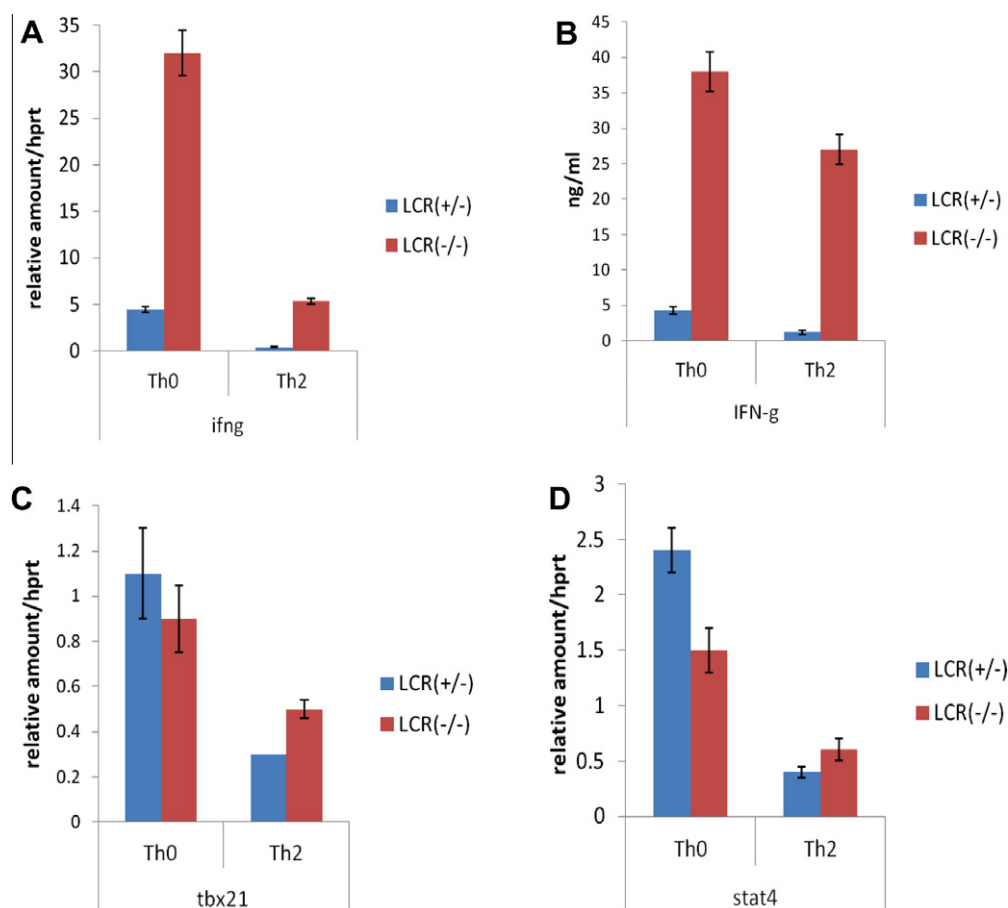 A
relative amount/hprt
35
30
25
20
15
10
5
0
Th0 Th2
ifng
LCR(+/-)
LCR(-/-)
B
ng/ml
45
40
35
30
25
20
15
10
5
0
Th0 Th2
IFN-g
LCR(+/-)
LCR(-/-)
C
relative amount/hprt
1.4
1.2
1
0.8
0.6
0.4
0.2
0
Th0 Th2
tbx21
LCR(+/-)
LCR(-/-)
D
relative amount/hprt
3
2.5
2
1.5
1
0.5
0
Th0 Th2
stat4
LCR(+/-)
LCR(-/-)